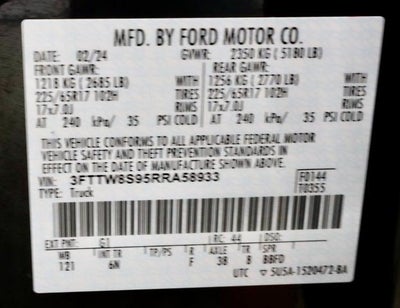 MFD. BY FORD MOTOR CO.
DATE: 02/24 GVWR: 2350 KG (5180 LB)
FRONT GAWR: REAR GAWR:
1218 KG (2685 LB) WITH 1256 KG (2770 LB) WITH
225/65R17 102H TIRES 225/65R17 102H TIRES
17x7.0J RIMS 17x7.0J RIMS
AT 240 kPa/ 35 PSI COLD AT 240 kPa/ 35
THIS VEHICLE CONFORMS TO ALL APPLICABLE FEDERAL MOTOR
VEHICLE SAFETY AND THEFT PREVENTION STANDARDS IN
EFFECT ON THE DATE OF MANUFACTURE SHOWN ABOVE.
VIN: 3FTTW8S95RRA58933 F0144
TYPE: Truck T0355
EXT PNT: G1 RC: 44 DSO:
WB INT TR TP/PS R AXLE TR SPR
121 6N F 38 8 BBFD
UTC ▽ 5U5A-1520472-BA